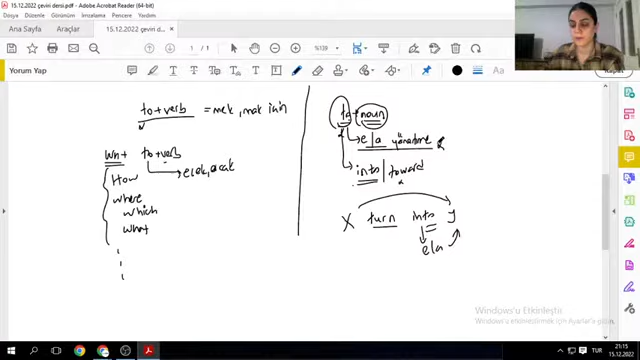 15.12.2022 çeviri dersi.pdf - Adobe Acrobat Reader (64-bit)
Dosya Düzenle Görünüm İmzala Pencere Yardım
Ana Sayfa Araçlar 15.12.2022 çeviri d... ×
1 / 1 %139
Yorum Yap
to+verb = mek, mak için
Wh+ to+verb
ecek, acak
How
where
which
what
to + noun
e | a yönelme
into | toward
X turn into y
e | a
Windows'u Etkinleştir
Windows'u etkinleştirmek için Ayarlar'a gidin.
TUR
21:15
15.12.2022